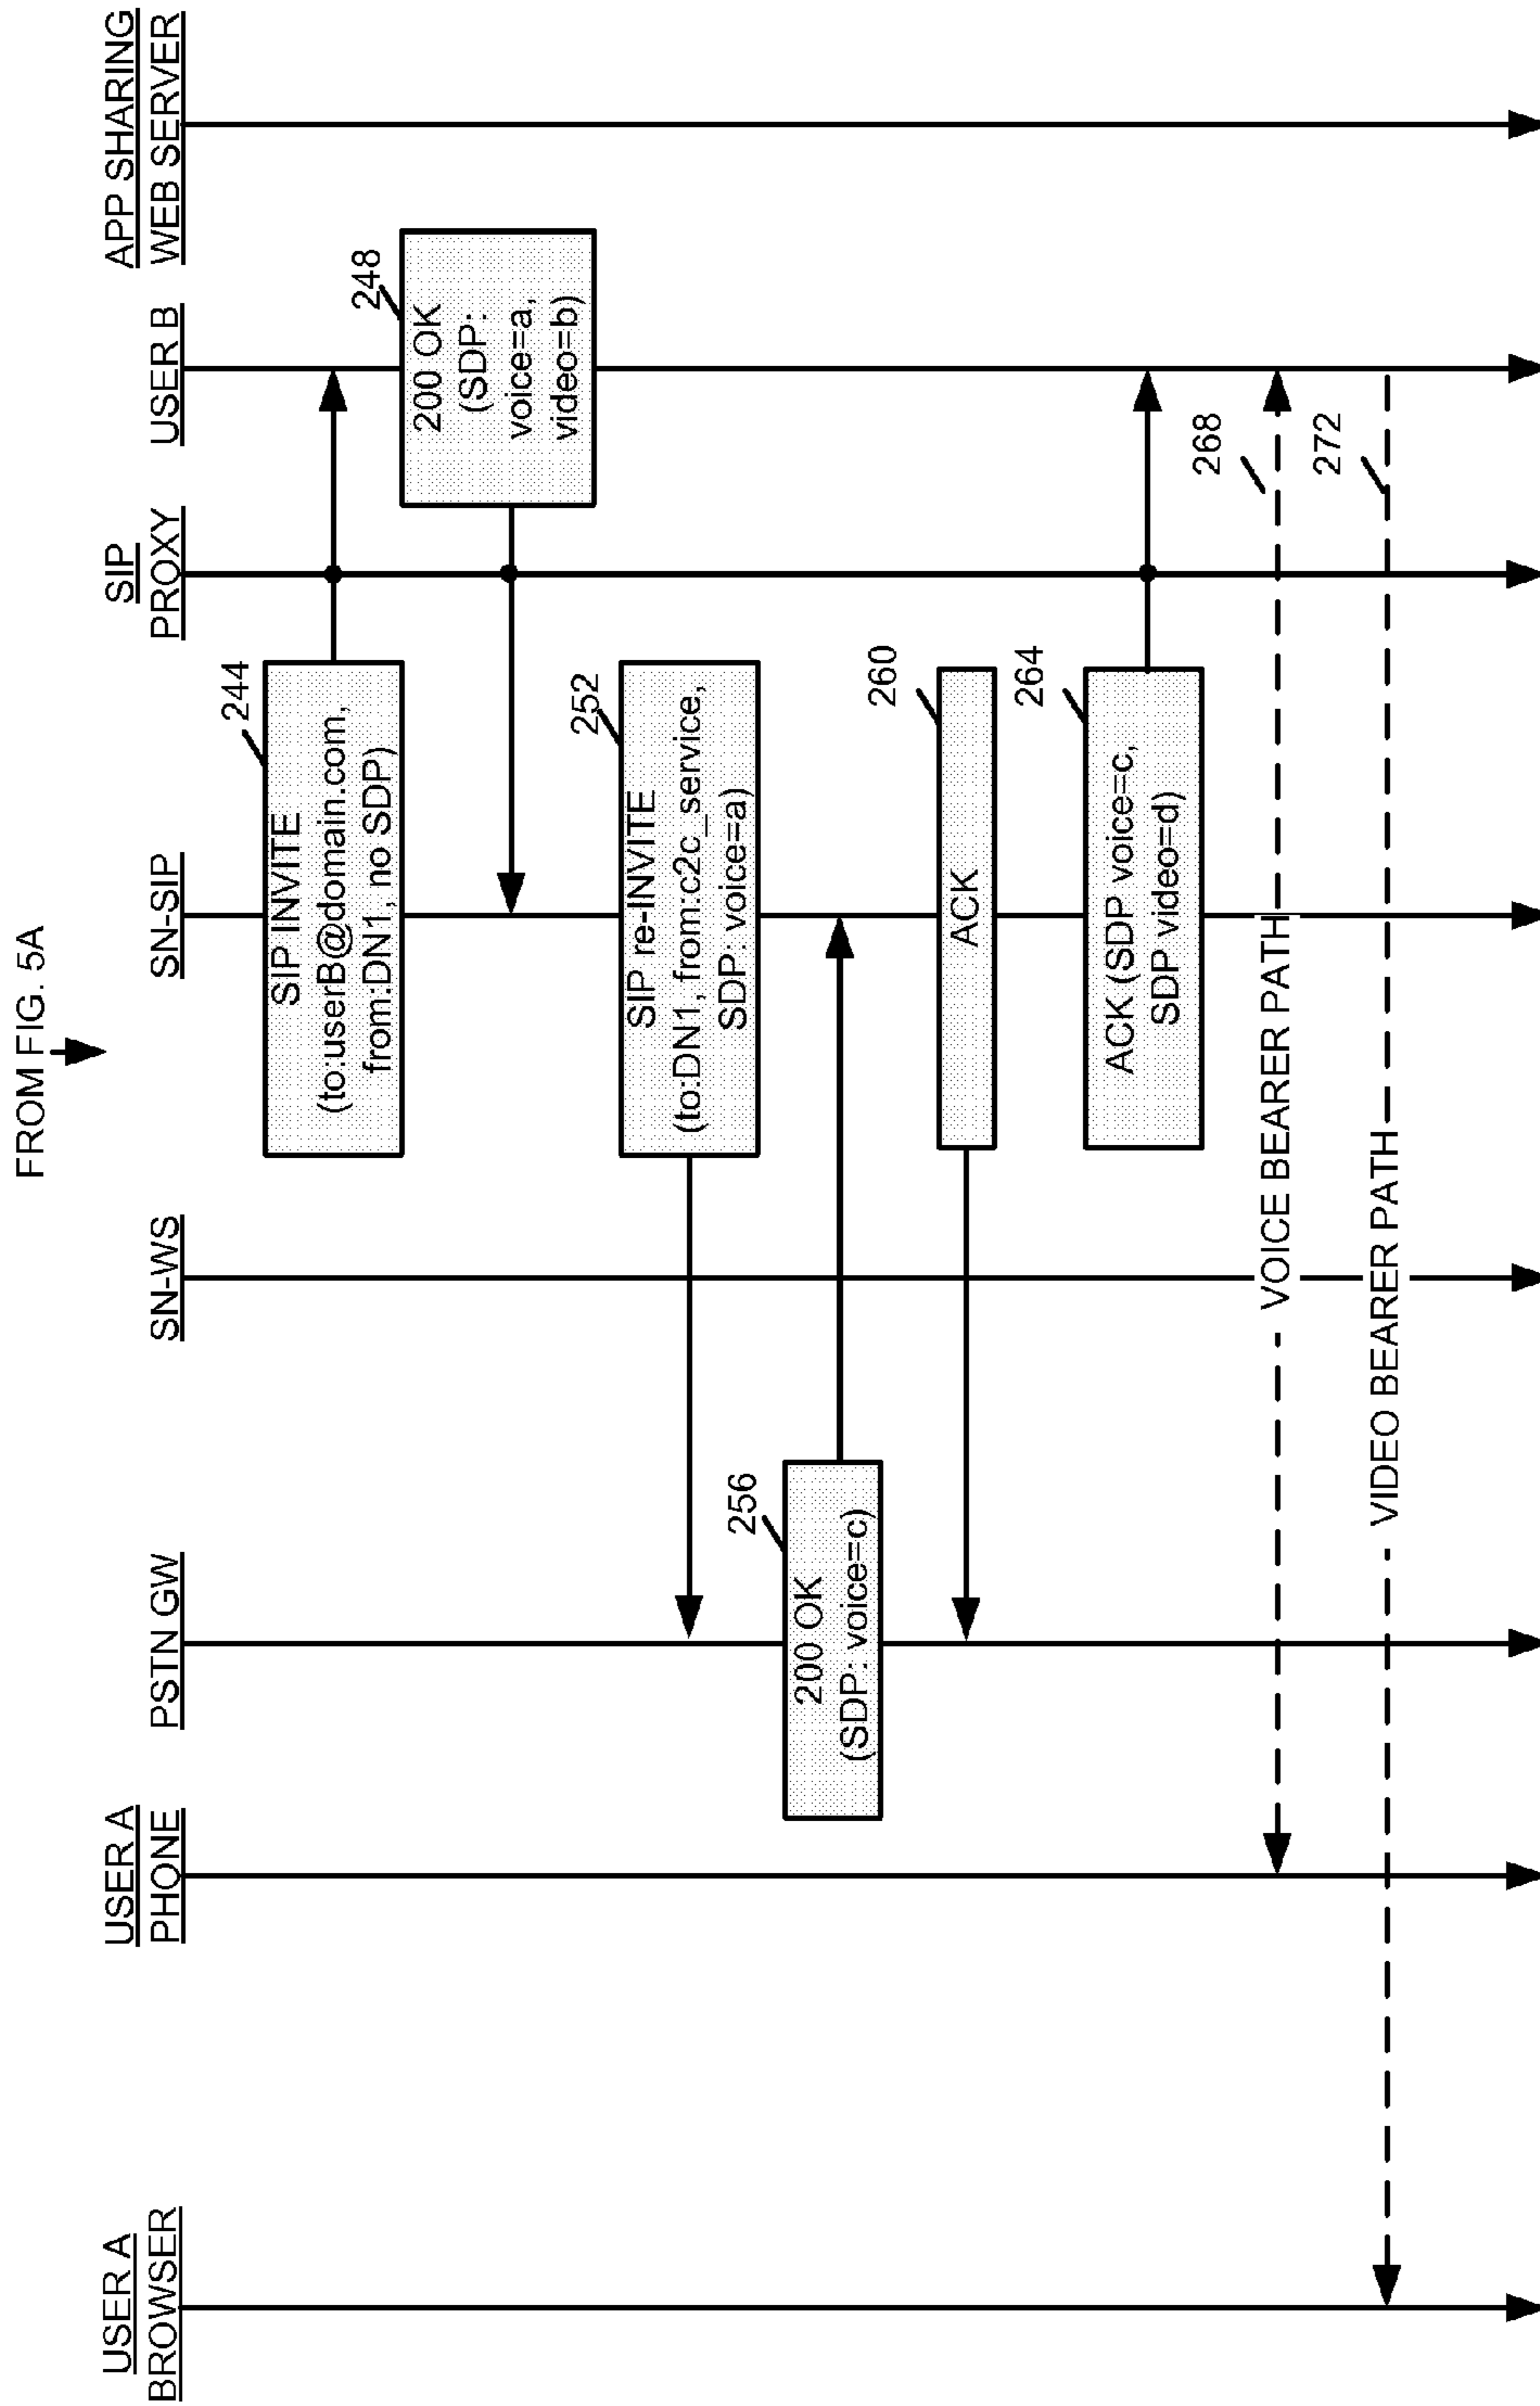 FROM FIG. 5A
USER A
BROWSER
USER A
PHONE
PSTN GW
SN-WS
SN-SIP
SIP
PROXY
USER B
APP SHARING
WEB SERVER
244
SIP INVITE
(to:userB@domain.com,
from:DN1, no SDP)
248
200 OK
(SDP:
voice=a,
video=b)
252
SIP re-INVITE
(to:DN1, from:c2c_service,
SDP: voice=a)
256
200 OK
(SDP: voice=c)
260
ACK
264
ACK (SDP voice=c,
SDP video=d)
268
VOICE BEARER PATH
272
VIDEO BEARER PATH